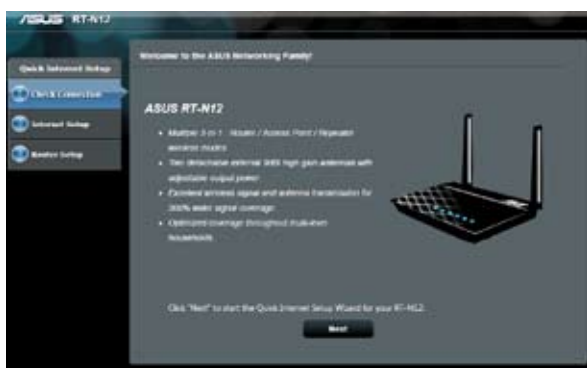 ASUS RT-N12
Quick Internet Setup
Check Connection
Internet Setup
Router Setup
Welcome to the ASUS Networking Family!
ASUS RT-N12
Multiple 3-in-1 Router / Access Point / Repeater
wireless modes
Two detachable external 5dBi high gain antennas with
adjustable output power
Excellent wireless signal and antenna transmission for
300% wider signal coverage
Optimized coverage throughout multi-level
households
Click "Next" to start the Quick Internet Setup Wizard for your RT-N12.
Next